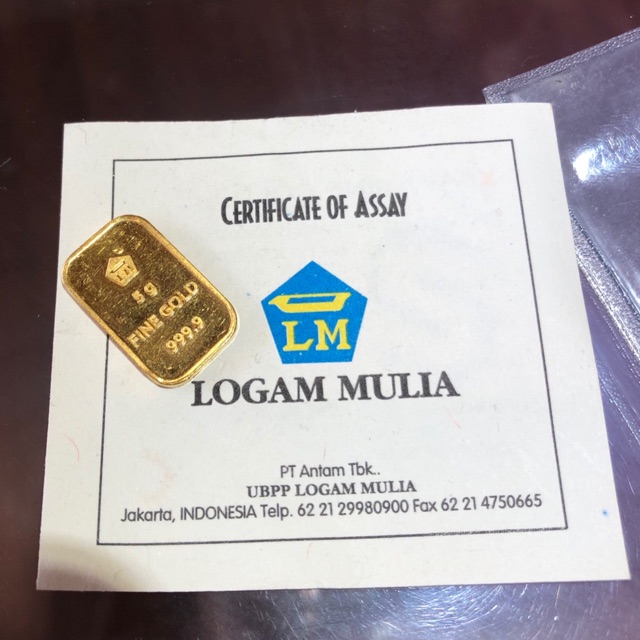 CERTIFICATE OF ASSAY
LM
5 g
FINE GOLD
999.9
LM
LOGAM MULIA
PT Antam Tbk..
UBPP LOGAM MULIA
Jakarta, INDONESIA Telp. 62 21 29980900 Fax 62 21 4750665